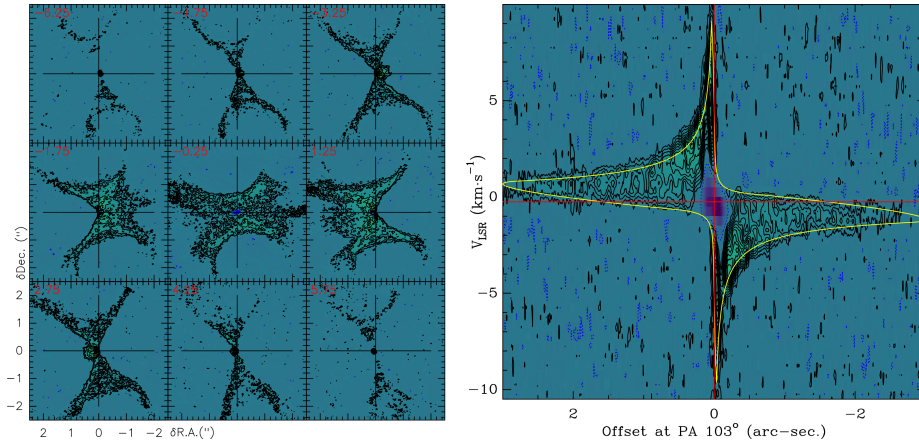 -6.25 -4.75 -3.25
-1.75 -0.25 1.25
2.75 4.25 5.75
δDec. (")
2
1
0
-1
-2
2 1 0 -1 -2 δR.A.(")
5
0
-5
-10
V_LSR (km·s⁻¹)
2 0 -2
Offset at PA 103° (arc-sec.)